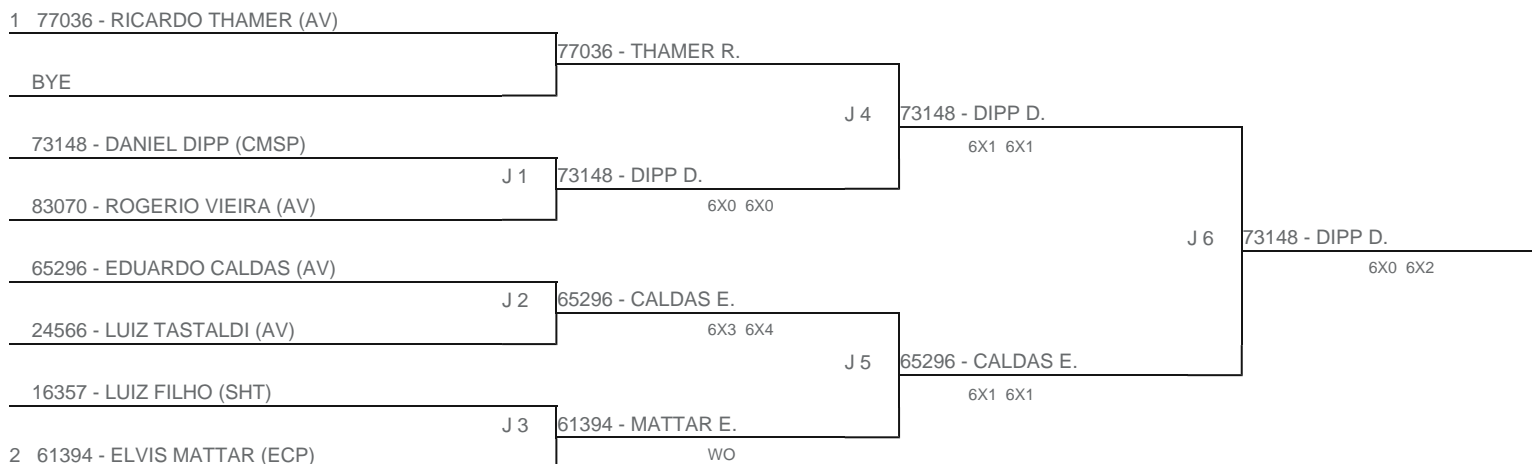 1 77036 - RICARDO THAMER (AV)
77036 - THAMER R.
BYE
J 4 73148 - DIPP D.
6X1 6X1
73148 - DANIEL DIPP (CMSP)
J 1 73148 - DIPP D.
6X0 6X0
83070 - ROGERIO VIEIRA (AV)
J 6 73148 - DIPP D.
6X0 6X2
65296 - EDUARDO CALDAS (AV)
J 2 65296 - CALDAS E.
6X3 6X4
24566 - LUIZ TASTALDI (AV)
J 5 65296 - CALDAS E.
6X1 6X1
16357 - LUIZ FILHO (SHT)
J 3 61394 - MATTAR E.
WO
2 61394 - ELVIS MATTAR (ECP)